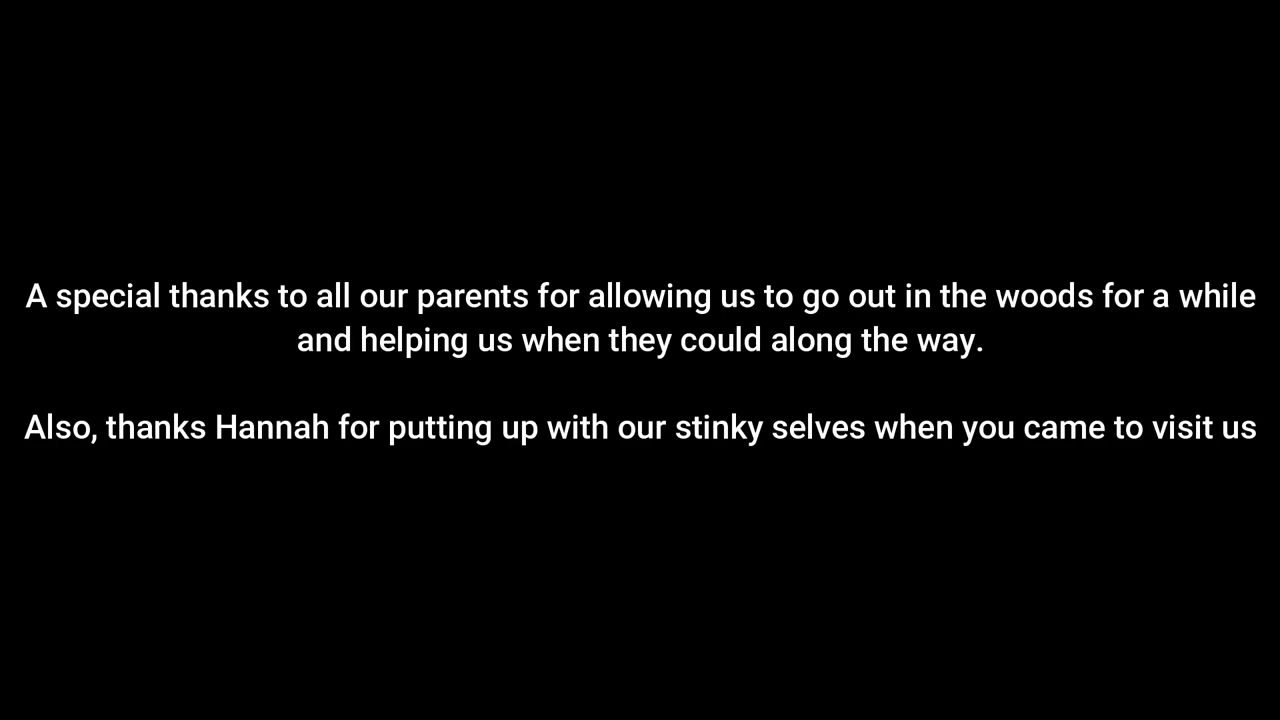 A special thanks to all our parents for allowing us to go out in the woods for a while
and helping us when they could along the way.
Also, thanks Hannah for putting up with our stinky selves when you came to visit us